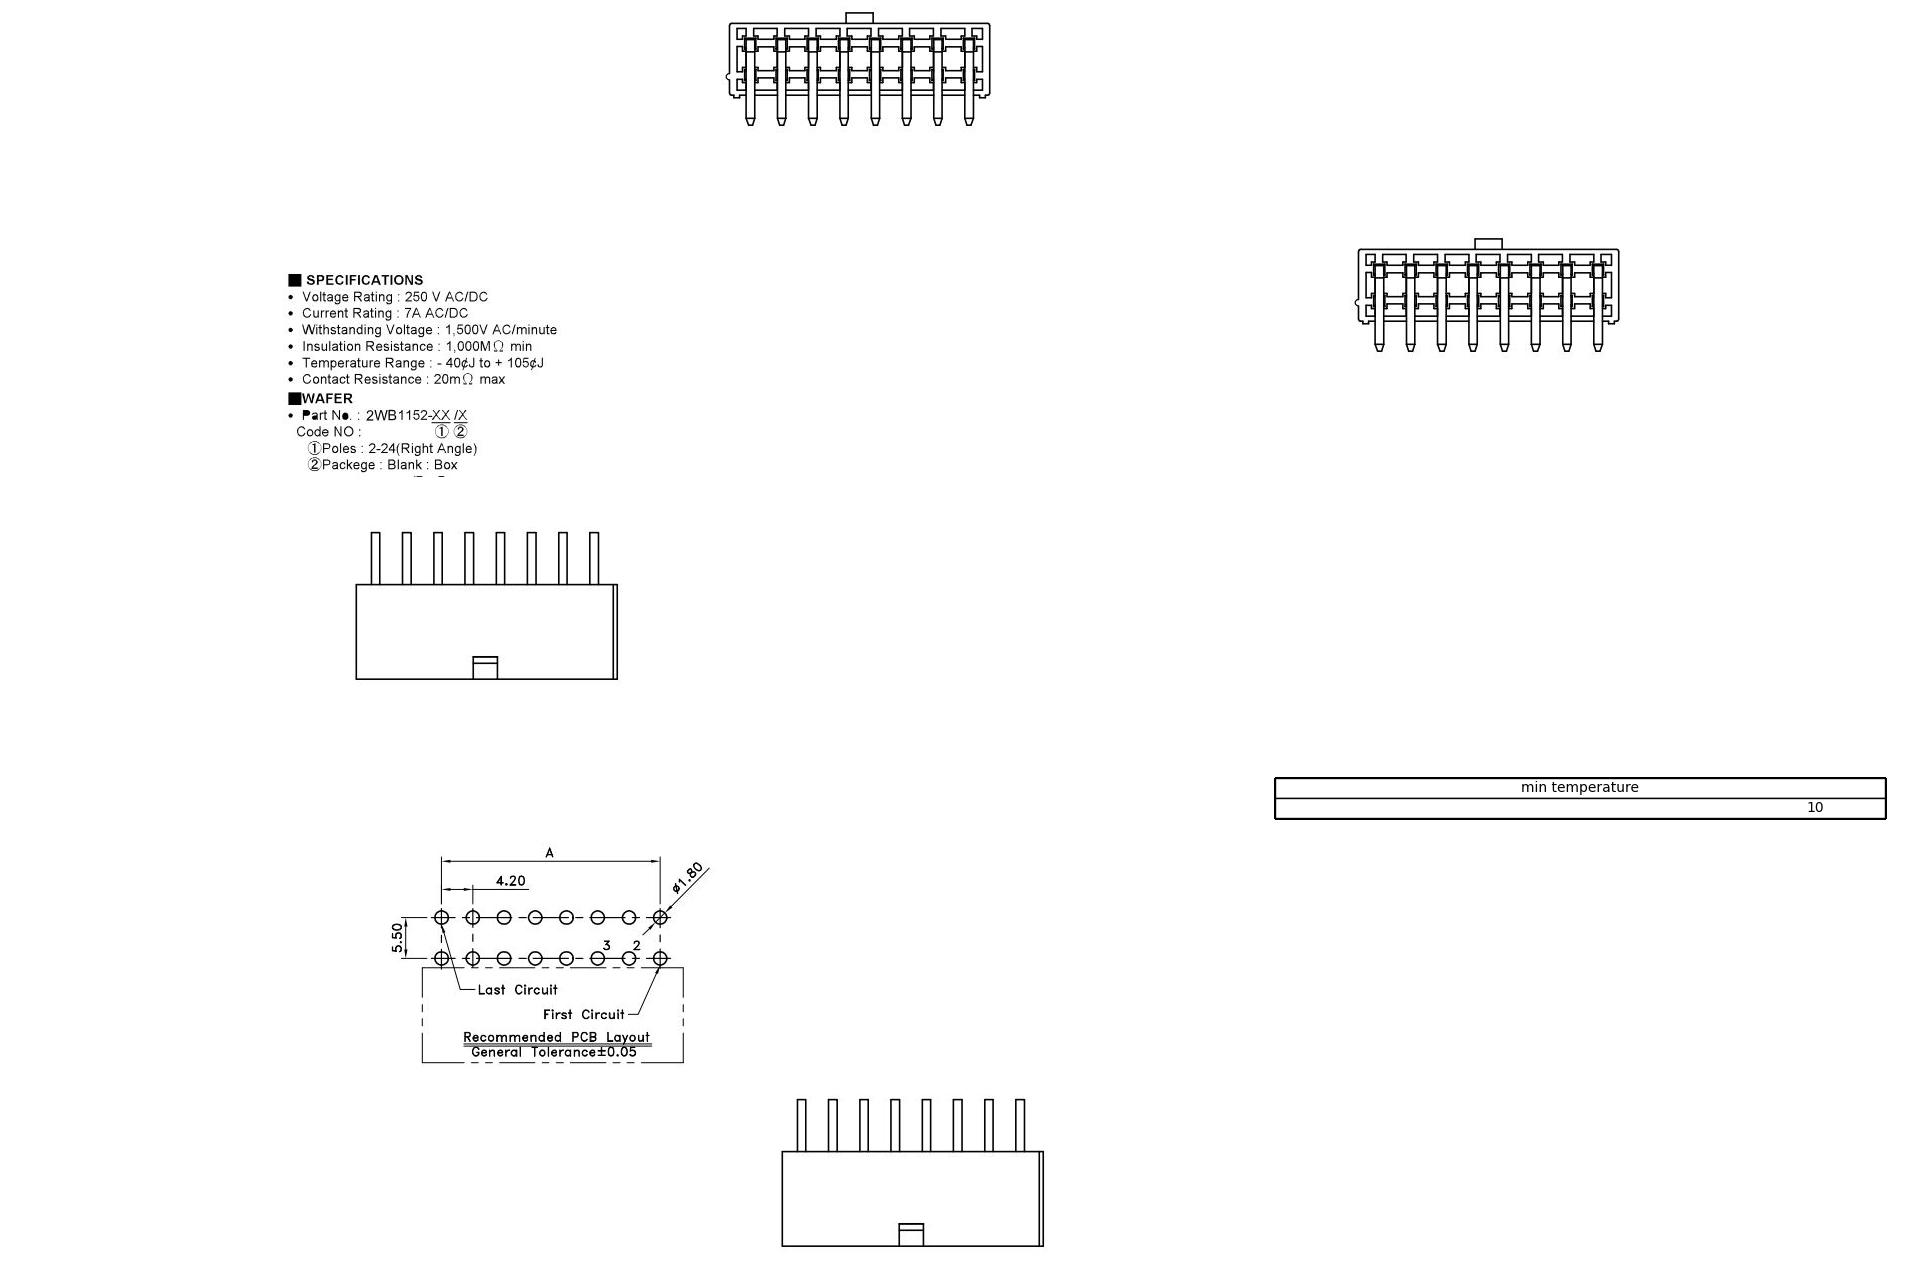 ■ SPECIFICATIONS
• Voltage Rating : 250 V AC/DC
• Current Rating : 7A AC/DC
• Withstanding Voltage : 1,500V AC/minute
• Insulation Resistance : 1,000MΩ min
• Temperature Range : - 40¢J to + 105¢J
• Contact Resistance : 20mΩ max
■WAFER
• Part No. : 2WB1152-XX /X
Code NO : ① ②
①Poles : 2-24(Right Angle)
②Packege : Blank : Box
min temperature
10
A
4.20
ø1.80
5.50
3 2
Last Circuit
First Circuit
Recommended PCB Layout
General Tolerance±0.05